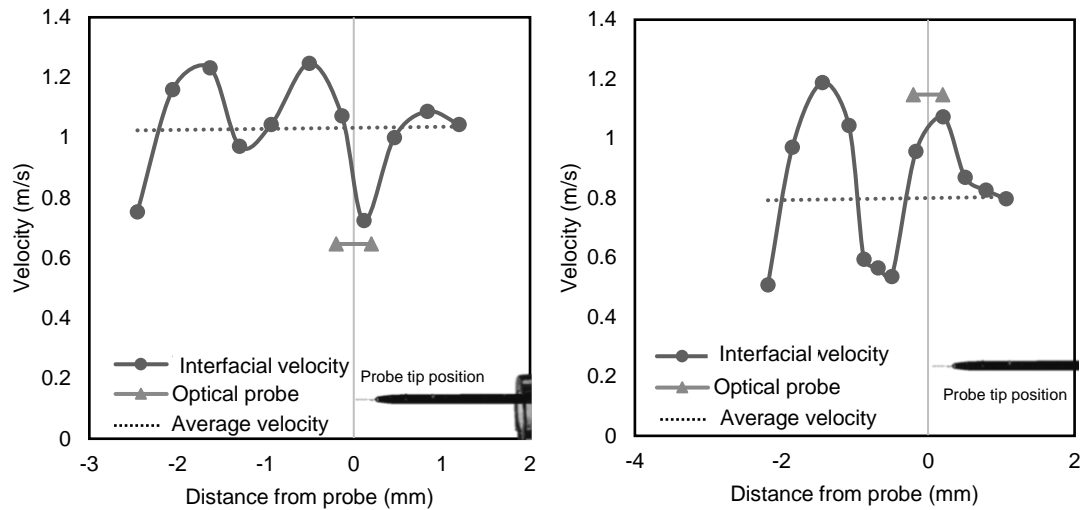 1.4
1.2
1
0.8
0.6
0.4
0.2
0
Velocity (m/s)
Interfacial velocity
Optical probe
Average velocity
Probe tip position
-3
-2
-1
0
1
2
Distance from probe (mm)
1.4
1.2
1
0.8
0.6
0.4
0.2
0
Velocity (m/s)
Interfacial velocity
Optical probe
Average velocity
Probe tip position
-4
-2
0
2
Distance from probe (mm)